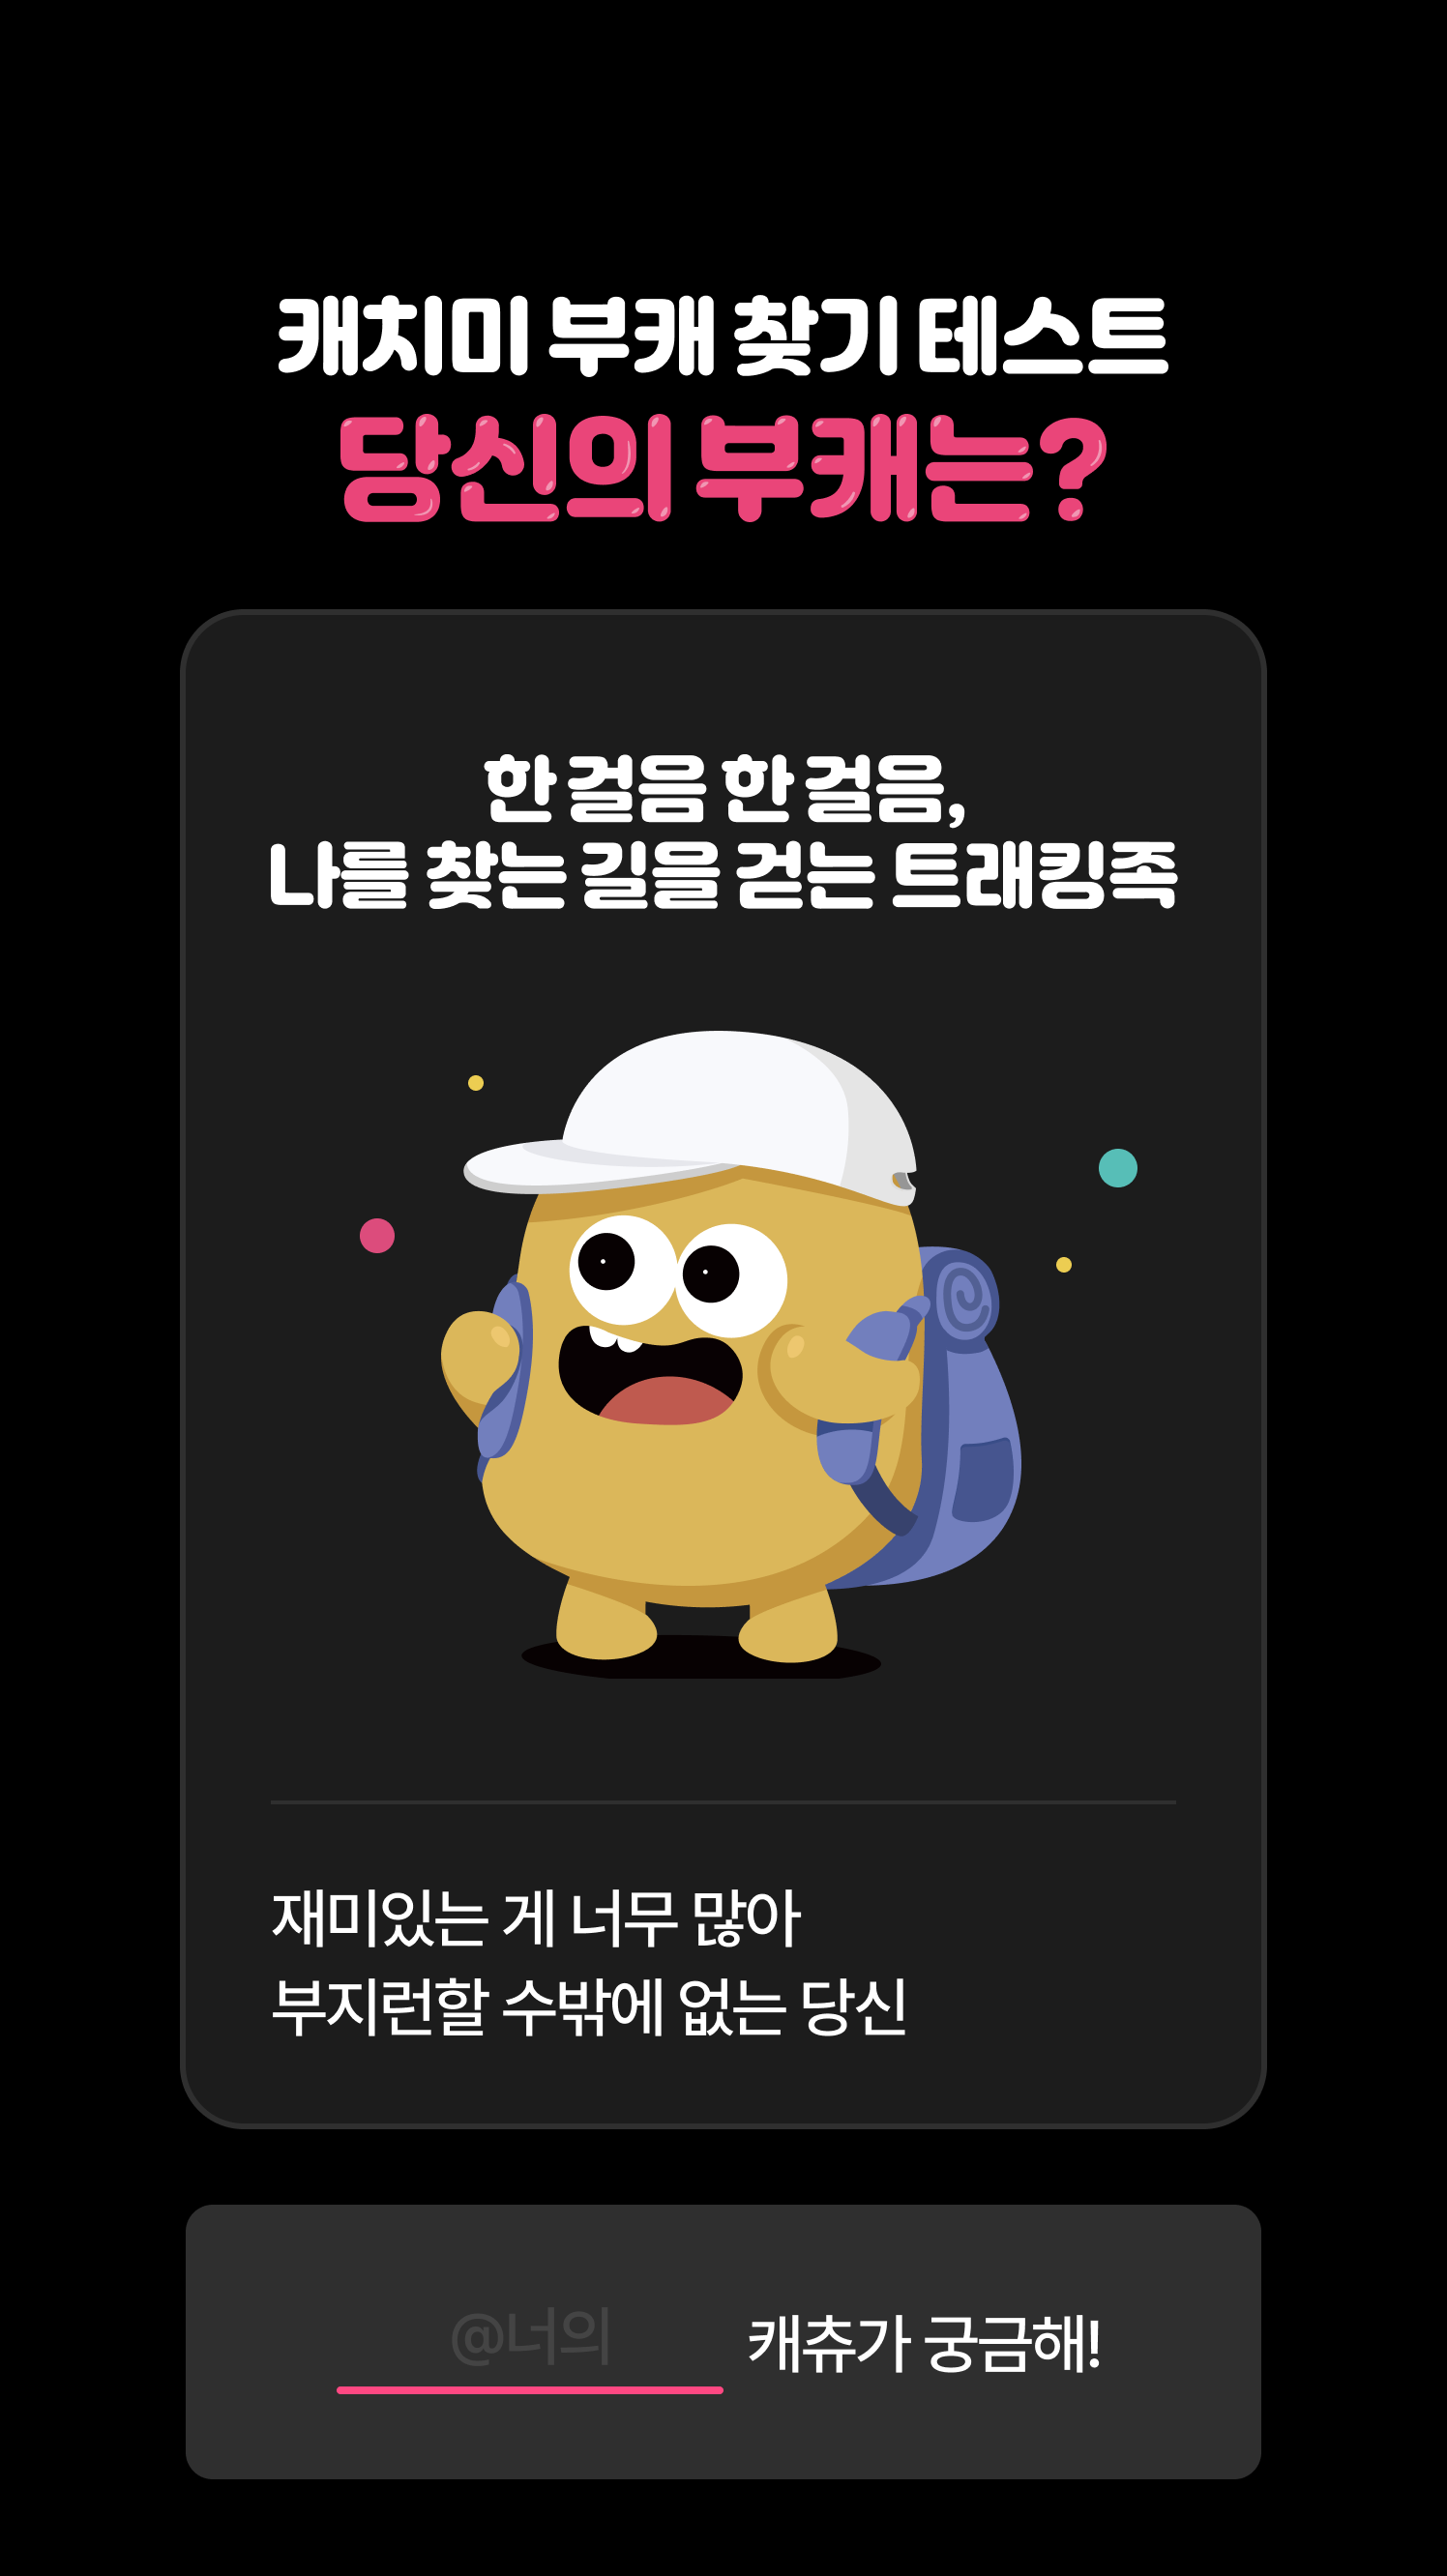 캐치미 부캐 찾기 테스트
당신의 부캐는?
한 걸음 한 걸음,
나를 찾는 길을 걷는 트래킹족
재미있는 게 너무 많아
부지런할 수밖에 없는 당신
@너의 캐츄가 궁금해!